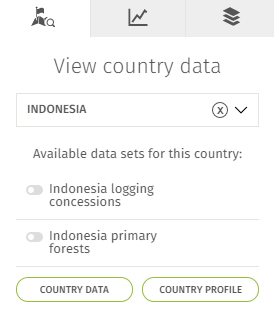 View country data
INDONESIA
x
Available data sets for this country:
Indonesia logging
concessions
Indonesia primary
forests
COUNTRY DATA
COUNTRY PROFILE